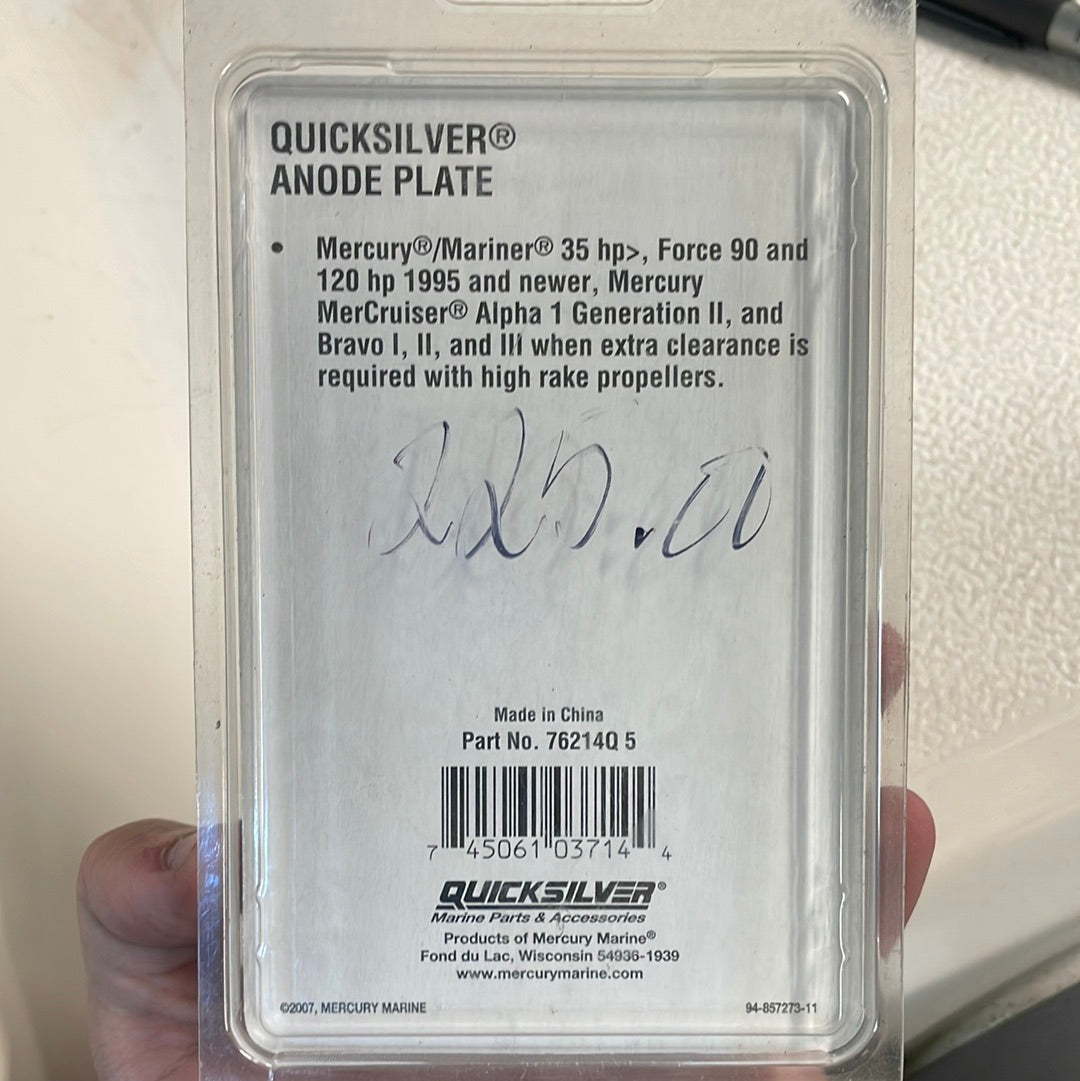 QUICKSILVER®
ANODE PLATE
• Mercury®/Mariner® 35 hp>, Force 90 and
120 hp 1995 and newer, Mercury
MerCruiser® Alpha 1 Generation II, and
Bravo I, II, and III when extra clearance is
required with high rake propellers.
225.00
Made in China
Part No. 76214Q 5
7 45061 03714 4
QUICKSILVER®
Marine Parts & Accessories
Products of Mercury Marine®
Fond du Lac, Wisconsin 54936-1939
www.mercurymarine.com
©2007, MERCURY MARINE
94-857273-11